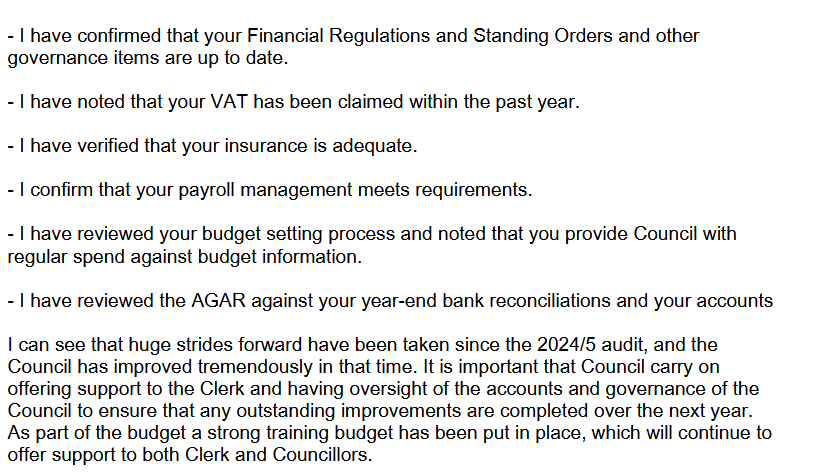 - I have confirmed that your Financial Regulations and Standing Orders and other
governance items are up to date.
- I have noted that your VAT has been claimed within the past year.
- I have verified that your insurance is adequate.
- I confirm that your payroll management meets requirements.
- I have reviewed your budget setting process and noted that you provide Council with
regular spend against budget information.
- I have reviewed the AGAR against your year-end bank reconciliations and your accounts
I can see that huge strides forward have been taken since the 2024/5 audit, and the
Council has improved tremendously in that time. It is important that Council carry on
offering support to the Clerk and having oversight of the accounts and governance of the
Council to ensure that any outstanding improvements are completed over the next year.
As part of the budget a strong training budget has been put in place, which will continue to
offer support to both Clerk and Councillors.